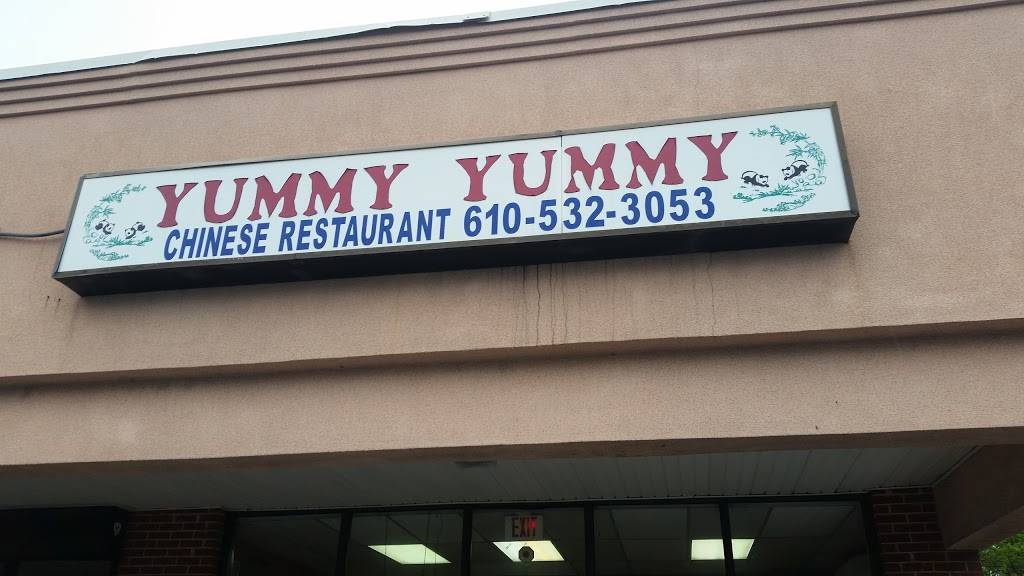 YUMMY YUMMY
CHINESE RESTAURANT 610-532-3053
EXIT